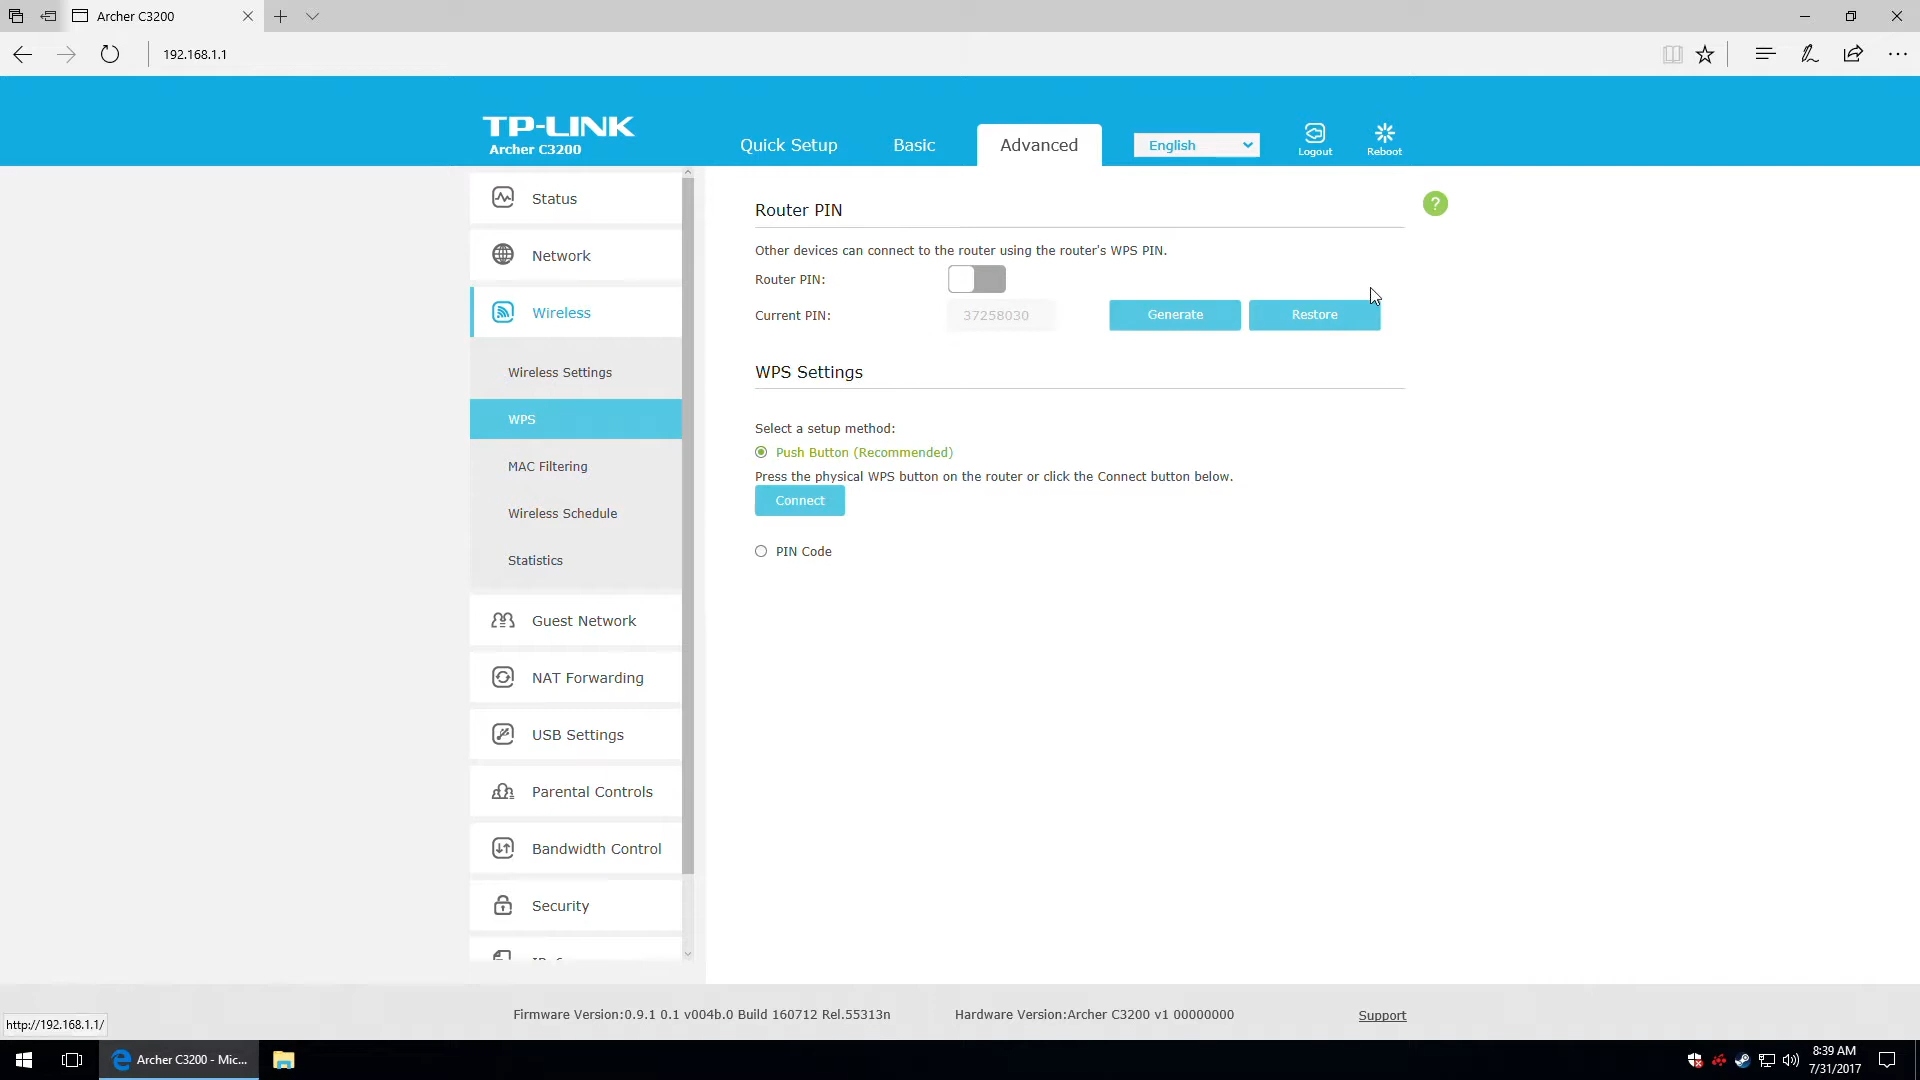 Archer C3200
192.168.1.1
TP-LINK
Archer C3200
Quick Setup
Basic
Advanced
English
Logout
Reboot
Status
Network
Wireless
Wireless Settings
WPS
MAC Filtering
Wireless Schedule
Statistics
Guest Network
NAT Forwarding
USB Settings
Parental Controls
Bandwidth Control
Security
Router PIN
?
Other devices can connect to the router using the router's WPS PIN.
Router PIN:
Current PIN:
37258030
Generate
Restore
WPS Settings
Select a setup method:
Push Button (Recommended)
Press the physical WPS button on the router or click the Connect button below.
Connect
PIN Code
Firmware Version:0.9.1 0.1 v004b.0 Build 160712 Rel.55313n
Hardware Version:Archer C3200 v1 00000000
Support
http://192.168.1.1/
Archer C3200 - Mic...
8:39 AM
7/31/2017